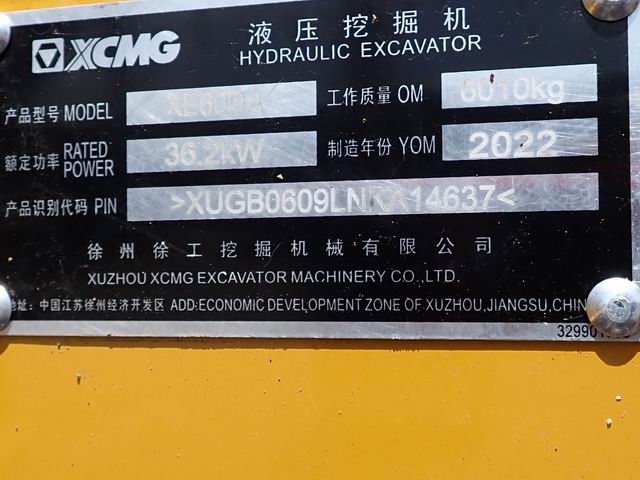 XCMG
液压挖掘机
HYDRAULIC EXCAVATOR
产品型号 MODEL XE60DA 工作质量 OM 6010kg
额定功率 RATED POWER 36.2kW 制造年份 YOM 2022
产品识别代码 PIN >XUGB0609LNKA14637<
徐州徐工挖掘机械有限公司
XUZHOU XCMG EXCAVATOR MACHINERY CO.,LTD.
地址: 中国江苏徐州经济开发区 ADD:ECONOMIC DEVELOPMENT ZONE OF XUZHOU,JIANGSU,CHIN